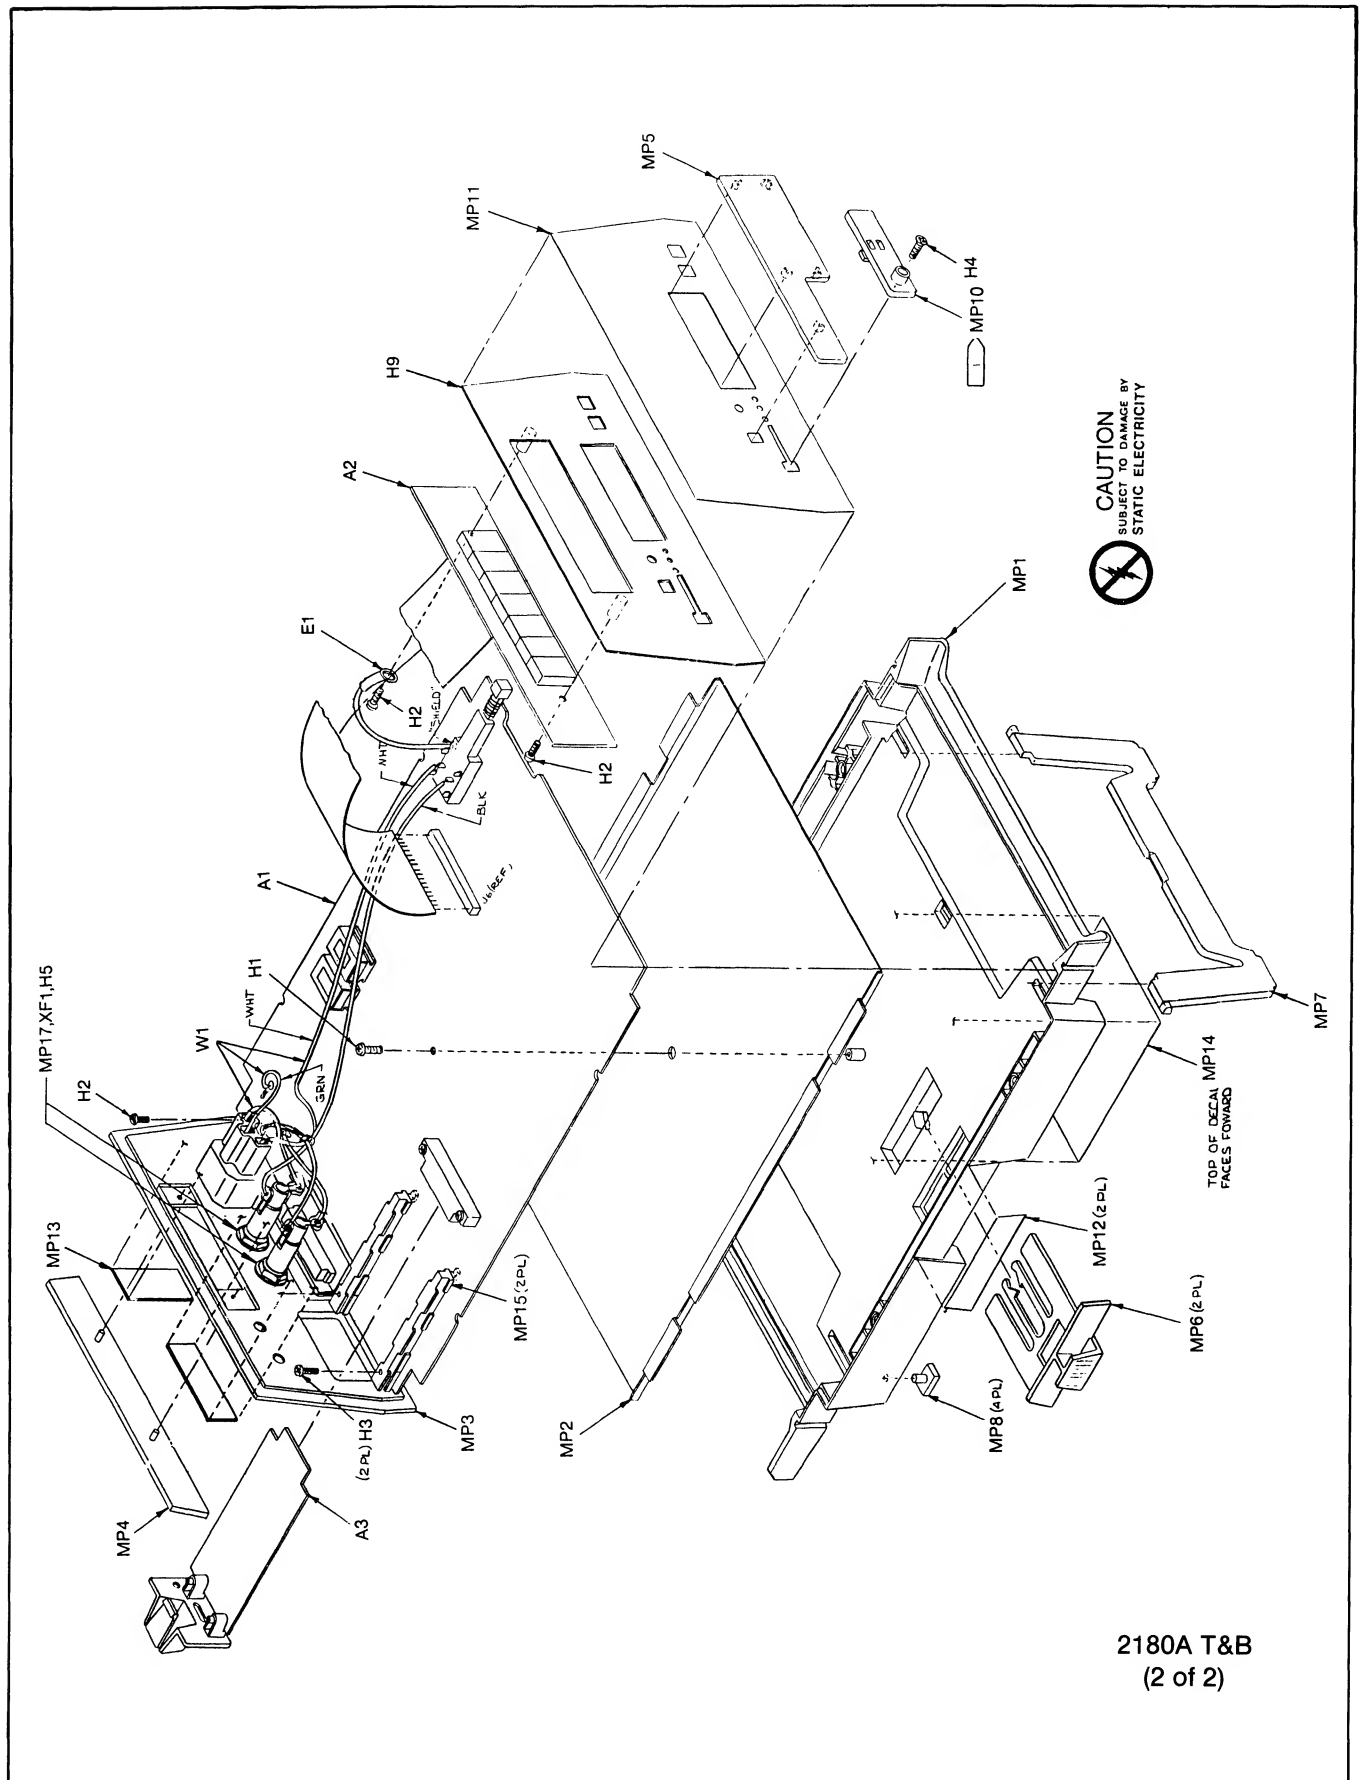 MP5
MP11
H4
MP10
1
H9
A2
E1
H2
"SHIELD"
WHT
H2
BLK
J6(REF)
A1
H1
WHT
W1
GRN
MP17,XF1,H5
H2
MP13
MP15(2PL)
MP4
(2PL) H3
A3
MP3
MP2
CAUTION
SUBJECT TO DAMAGE BY
STATIC ELECTRICITY
MP1
MP7
MP14
TOP OF DECAL
FACES FOWARD
MP12(2PL)
MP6(2PL)
MP8(4PL)
2180A T&B
(2 of 2)